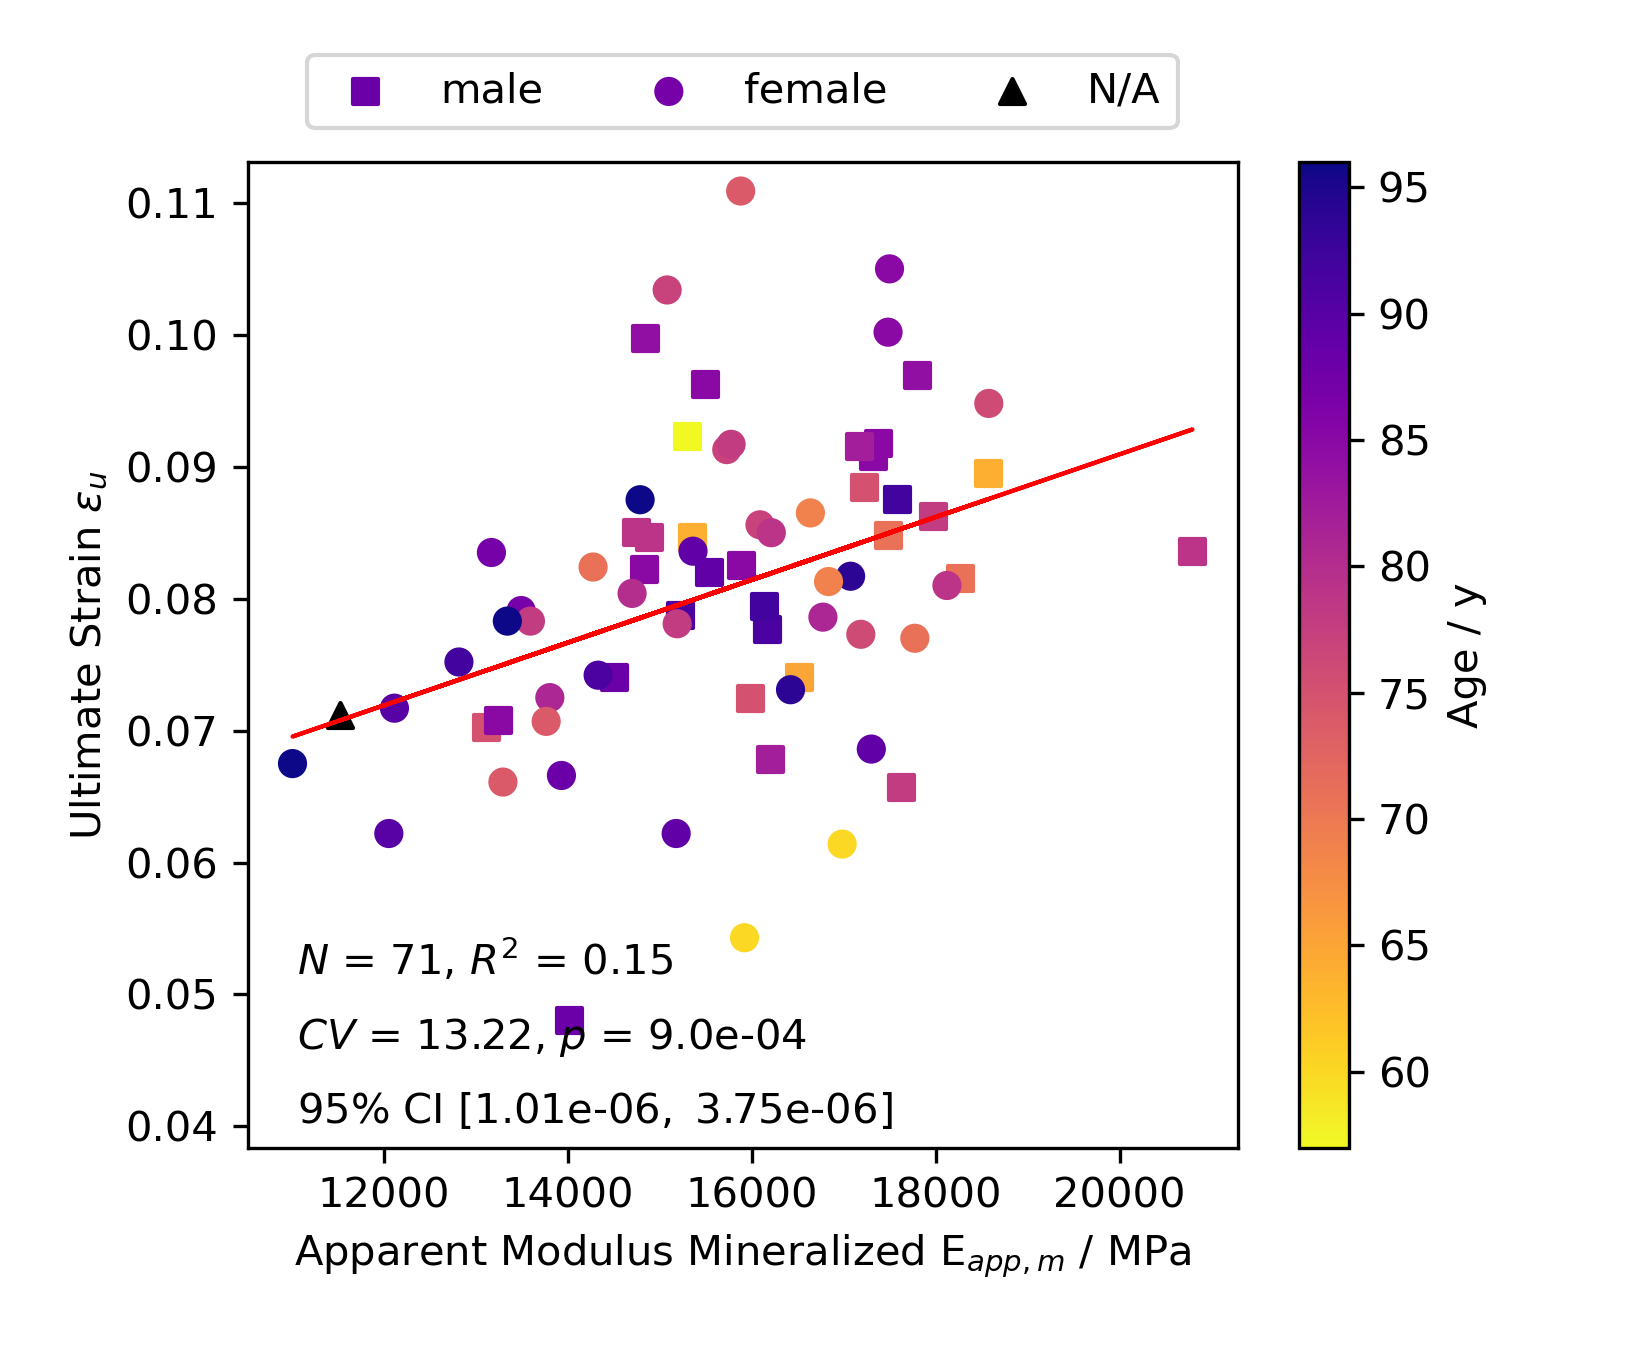 male female N/A
0.11
0.10
0.09
0.08
0.07
0.06
0.05
0.04
Ultimate Strain εu
N = 71, R² = 0.15
CV = 13.22, p = 9.0e-04
95% CI [1.01e-06, 3.75e-06]
12000 14000 16000 18000 20000
Apparent Modulus Mineralized Eapp,m / MPa
95
90
85
80
75
70
65
60
Age / y